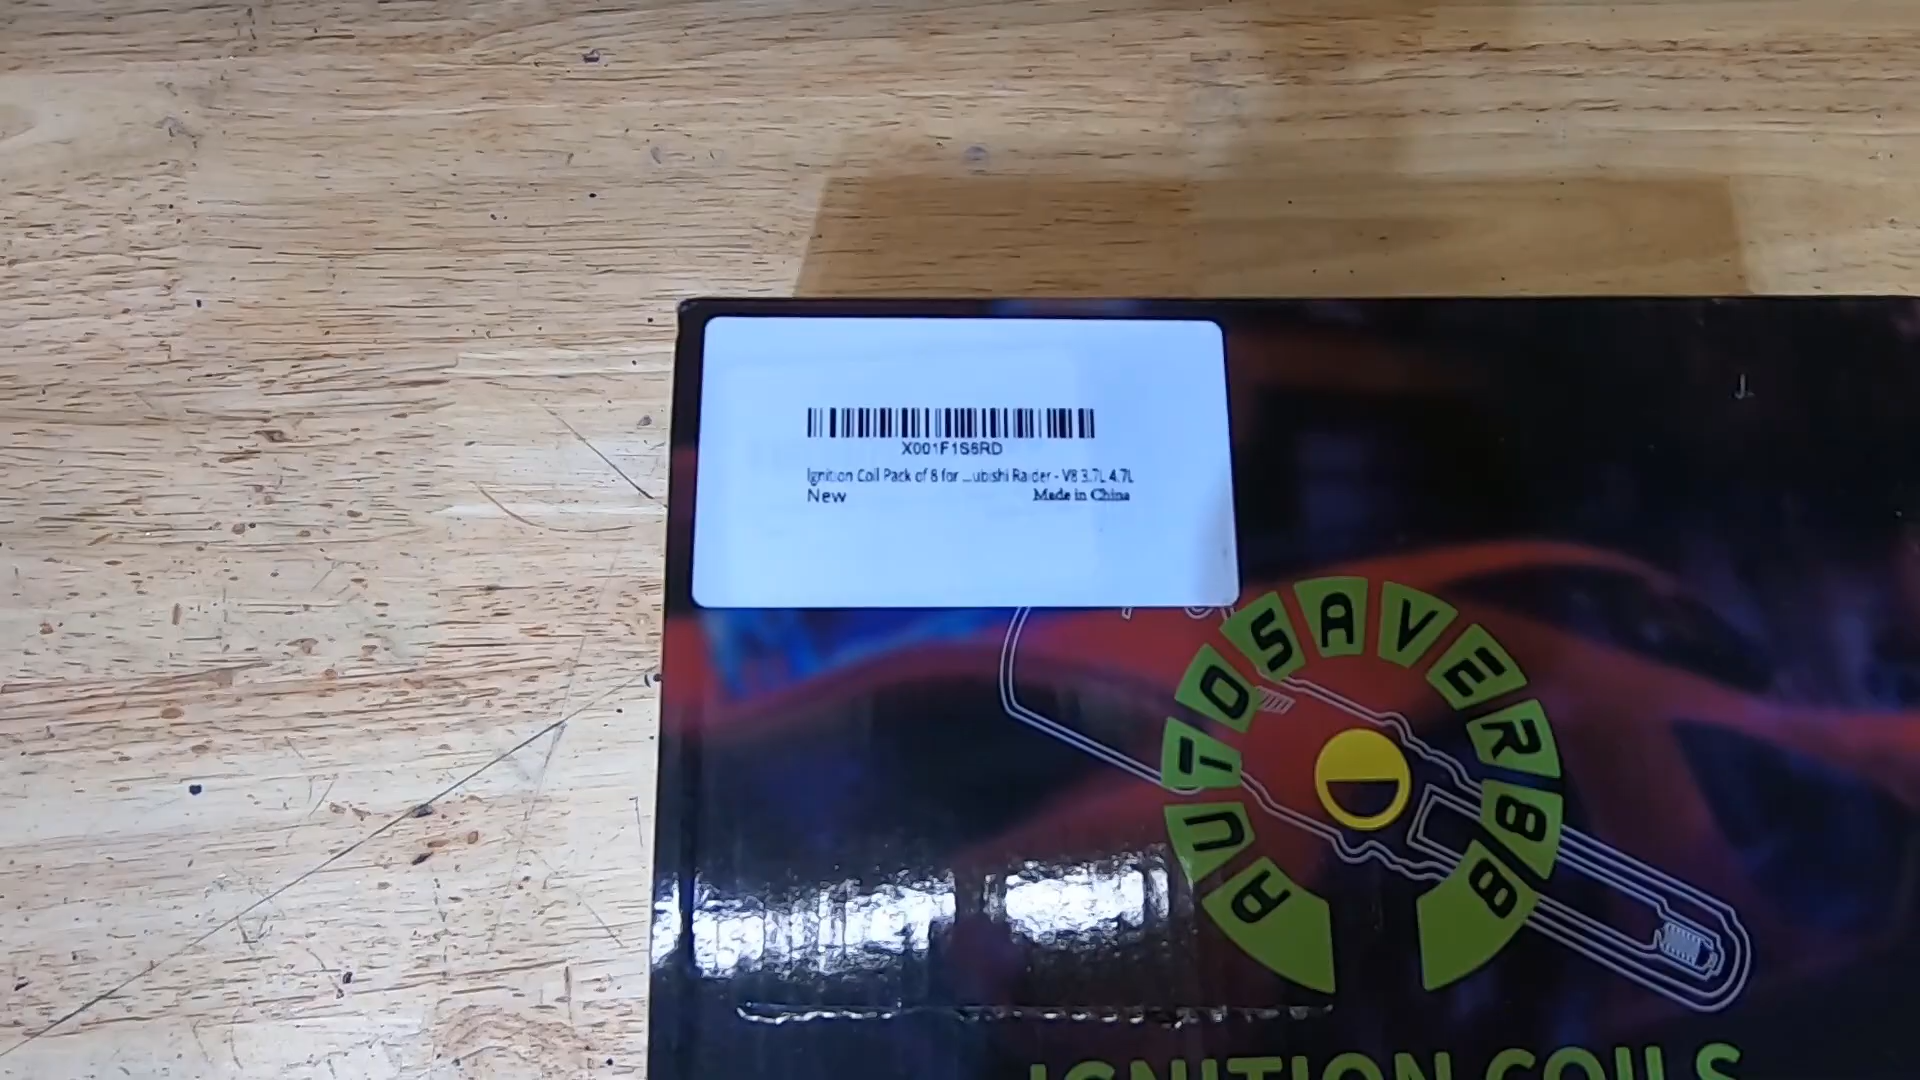 X001F1S6RD
Ignition Coil Pack of 8 for ...ubishi Raider - V8 3.7L 4.7L
New Made in China
AUTOSAVER88
IGNITION COILS